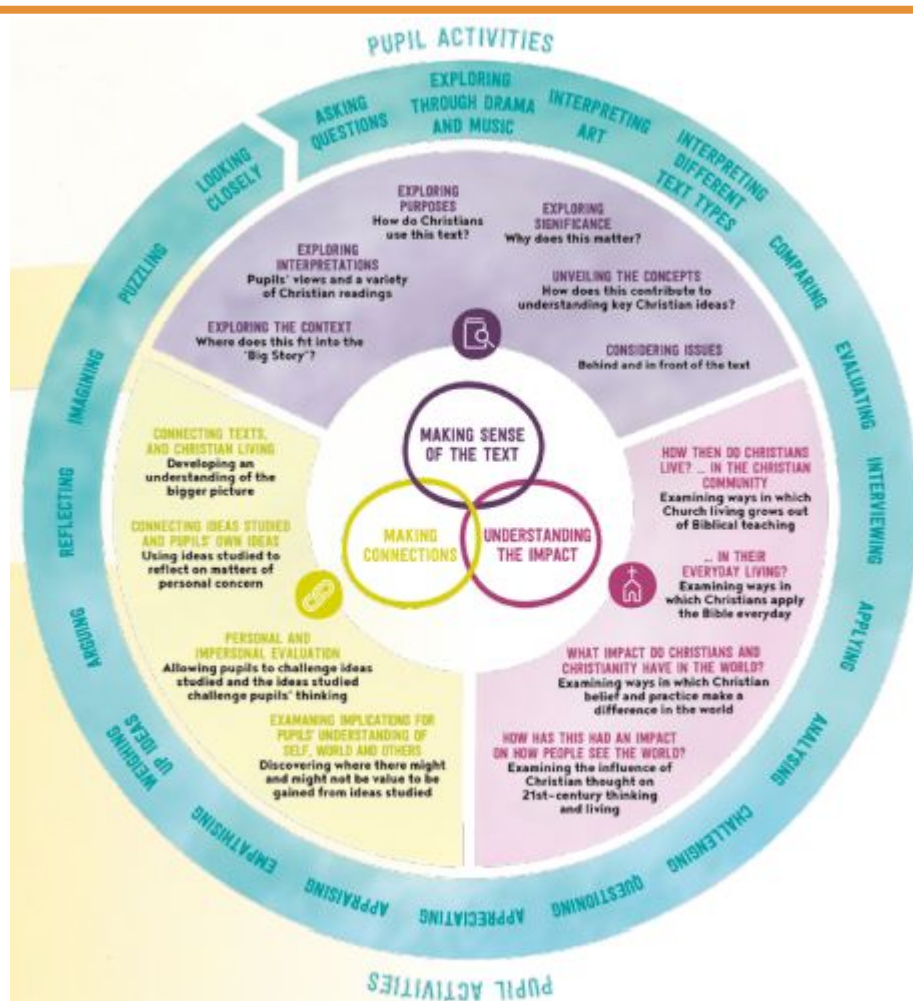 PUPIL ACTIVITIES
LOOKING
CLOSELY
ASKING
QUESTIONS
EXPLORING
THROUGH DRAMA
AND MUSIC
INTERPRETING
ART
INTERPRETING
DIFFERENT
TEXT TYPES
COMPARING
EVALUATING
INTERVIEWING
APPLYING
ANALYSING
CHALLENGING
QUESTIONING
APPRECIATING
APPRAISING
EMPATHISING
WEIGHING
UP IDEAS
ARGUING
REFLECTING
IMAGINING
PUZZLING
EXPLORING
PURPOSES
How do Christians
use this text?
EXPLORING
SIGNIFICANCE
Why does this matter?
EXPLORING
INTERPRETATIONS
Pupils' views and a variety
of Christian readings
UNVEILING THE CONCEPTS
How does this contribute to
understanding key Christian ideas?
EXPLORING THE CONTEXT
Where does this fit into the
'Big Story'?
CONSIDERING ISSUES
Behind and in front of the text
MAKING SENSE
OF THE TEXT
MAKING
CONNECTIONS
UNDERSTANDING
THE IMPACT
CONNECTING TEXTS,
AND CHRISTIAN LIVING
Developing an
understanding of the
bigger picture
CONNECTING IDEAS STUDIED
AND PUPILS' OWN IDEAS
Using ideas studied to
reflect on matters of
personal concern
PERSONAL AND
IMPERSONAL EVALUATION
Allowing pupils to challenge ideas
studied and the ideas studied
challenge pupils' thinking
EXAMANING IMPLICATIONS FOR
PUPILS' UNDERSTANDING OF
SELF, WORLD AND OTHERS
Discovering where there might
and might not be value to be
gained from ideas studied
HOW THEN DO CHRISTIANS
LIVE? ... IN THE CHRISTIAN
COMMUNITY
Examining ways in which
Church living grows out
of Biblical teaching
... IN THEIR
EVERYDAY LIVING?
Examining ways in
which Christians apply
the Bible everyday
WHAT IMPACT DO CHRISTIANS AND
CHRISTIANITY HAVE IN THE WORLD?
Examining ways in which Christian
belief and practice make a
difference in the world
HOW HAS THIS HAD AN IMPACT
ON HOW PEOPLE SEE THE WORLD?
Examining the influence of
Christian thought on
21st-century thinking
and living
PUPIL ACTIVITIES